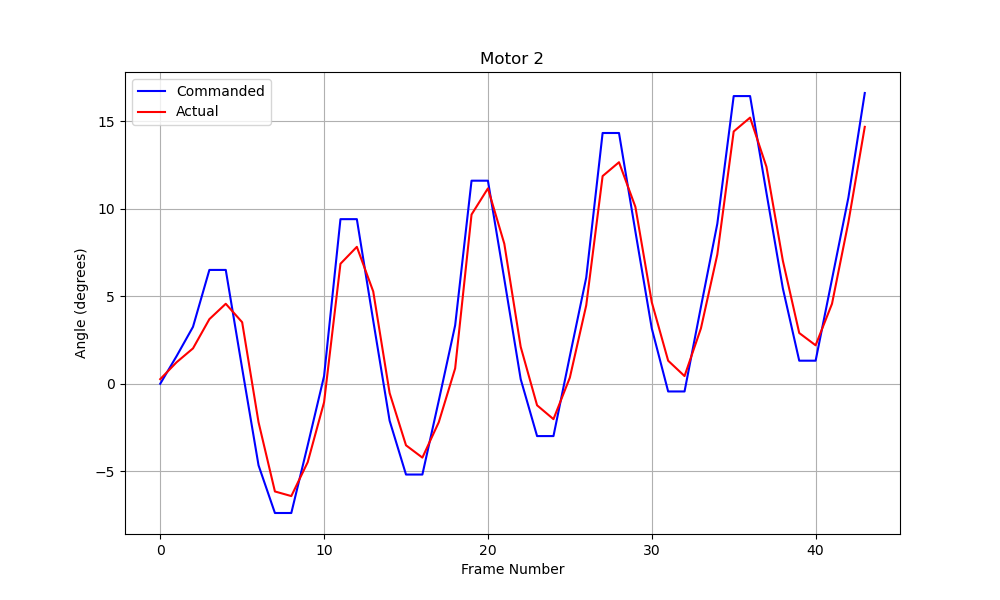 Motor 2
Commanded
Actual
Angle (degrees)
15
10
5
0
−5
0 10 20 30 40
Frame Number